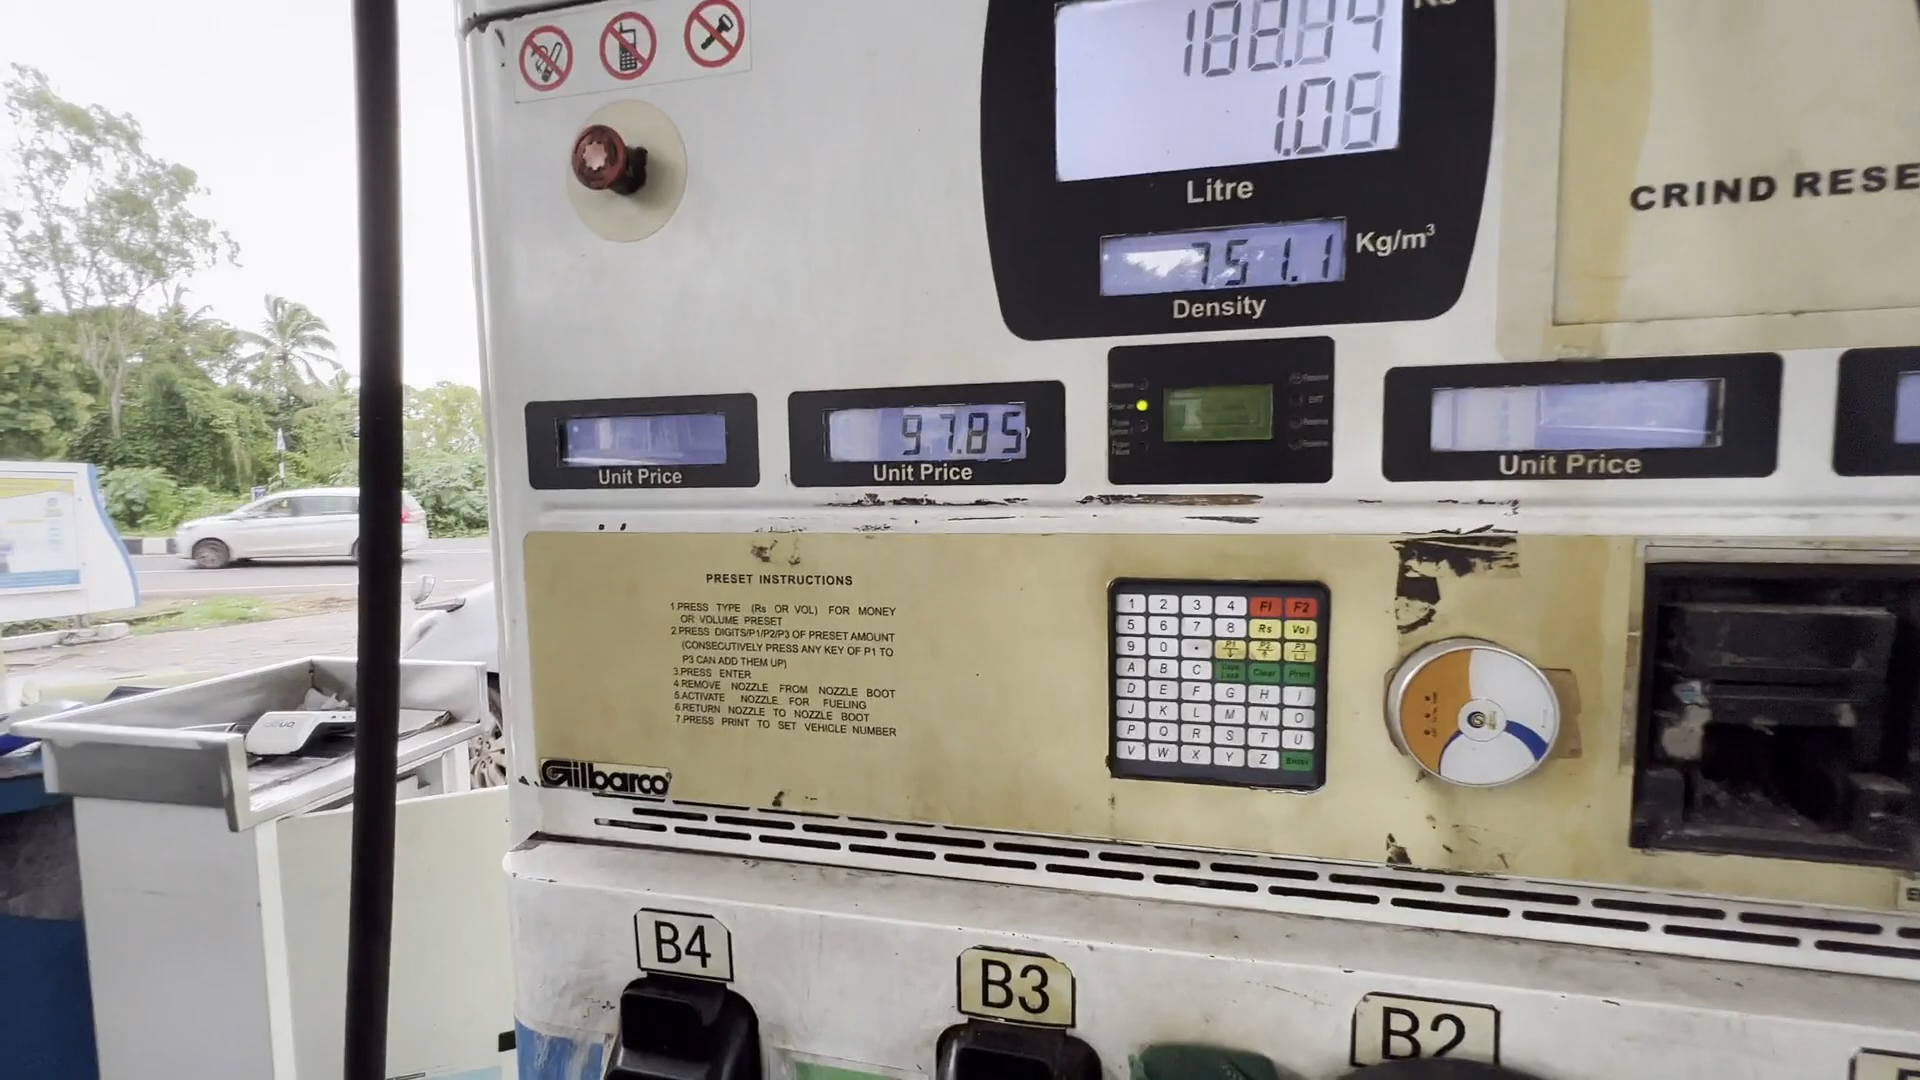 1.08
Litre
751.1 Kg/m³
Density
CRIND RESE
97.85
Unit Price
Unit Price
Unit Price
PRESET INSTRUCTIONS
1.PRESS TYPE (Rs OR VOL) FOR MONEY
OR VOLUME PRESET
2.PRESS DIGITS/P1/P2/P3 OF PRESET AMOUNT
(CONSECUTIVELY PRESS ANY KEY OF P1 TO
P3 CAN ADD THEM UP)
3.PRESS ENTER
4.REMOVE NOZZLE FROM NOZZLE BOOT
5.ACTIVATE NOZZLE FOR FUELING
6.RETURN NOZZLE TO NOZZLE BOOT
7.PRESS PRINT TO SET VEHICLE NUMBER
1 2 3 4 F1 F2
5 6 7 8 Rs Vol
9 0 . P1 P2 P3
A B C Clear Print
D E F G H I
J K L M N O
P Q R S T U
V W X Y Z Enter
Gilbarco
B4
B3
B2